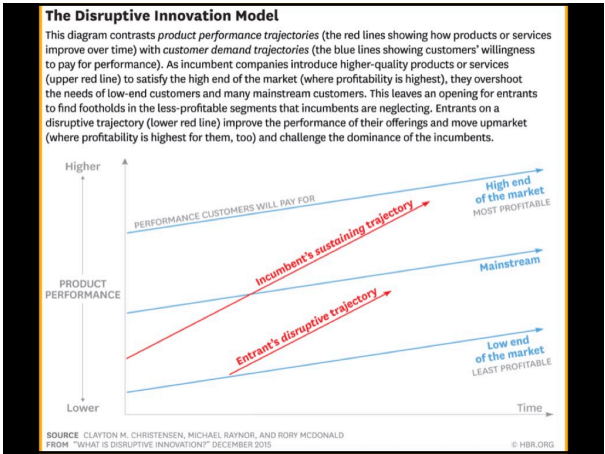 The Disruptive Innovation Model
This diagram contrasts product performance trajectories (the red lines showing how products or services
improve over time) with customer demand trajectories (the blue lines showing customers' willingness
to pay for performance). As incumbent companies introduce higher-quality products or services
(upper red line) to satisfy the high end of the market (where profitability is highest), they overshoot
the needs of low-end customers and many mainstream customers. This leaves an opening for entrants
to find footholds in the less-profitable segments that incumbents are neglecting. Entrants on a
disruptive trajectory (lower red line) improve the performance of their offerings and move upmarket
(where profitability is highest for them, too) and challenge the dominance of the incumbents.
Higher
PERFORMANCE CUSTOMERS WILL PAY FOR
High end
of the market
MOST PROFITABLE
Incumbent's sustaining trajectory
PRODUCT
PERFORMANCE
Mainstream
Entrant's disruptive trajectory
Low end
of the market
LEAST PROFITABLE
Lower
Time
SOURCE CLAYTON M. CHRISTENSEN, MICHAEL RAYNOR, AND RORY MCDONALD
FROM "WHAT IS DISRUPTIVE INNOVATION?" DECEMBER 2015
© HBR.ORG